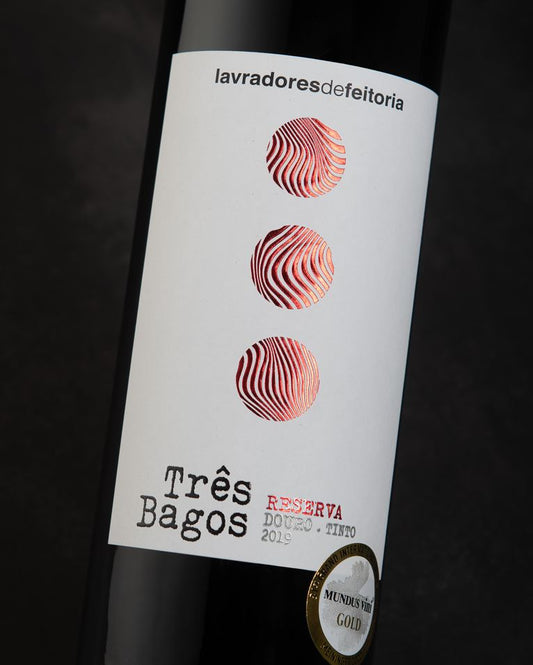 lavradoresdefeitoria
Três
Bagos
RESERVA
DOURO . TINTO
2019
MUNDUS vini
GOLD